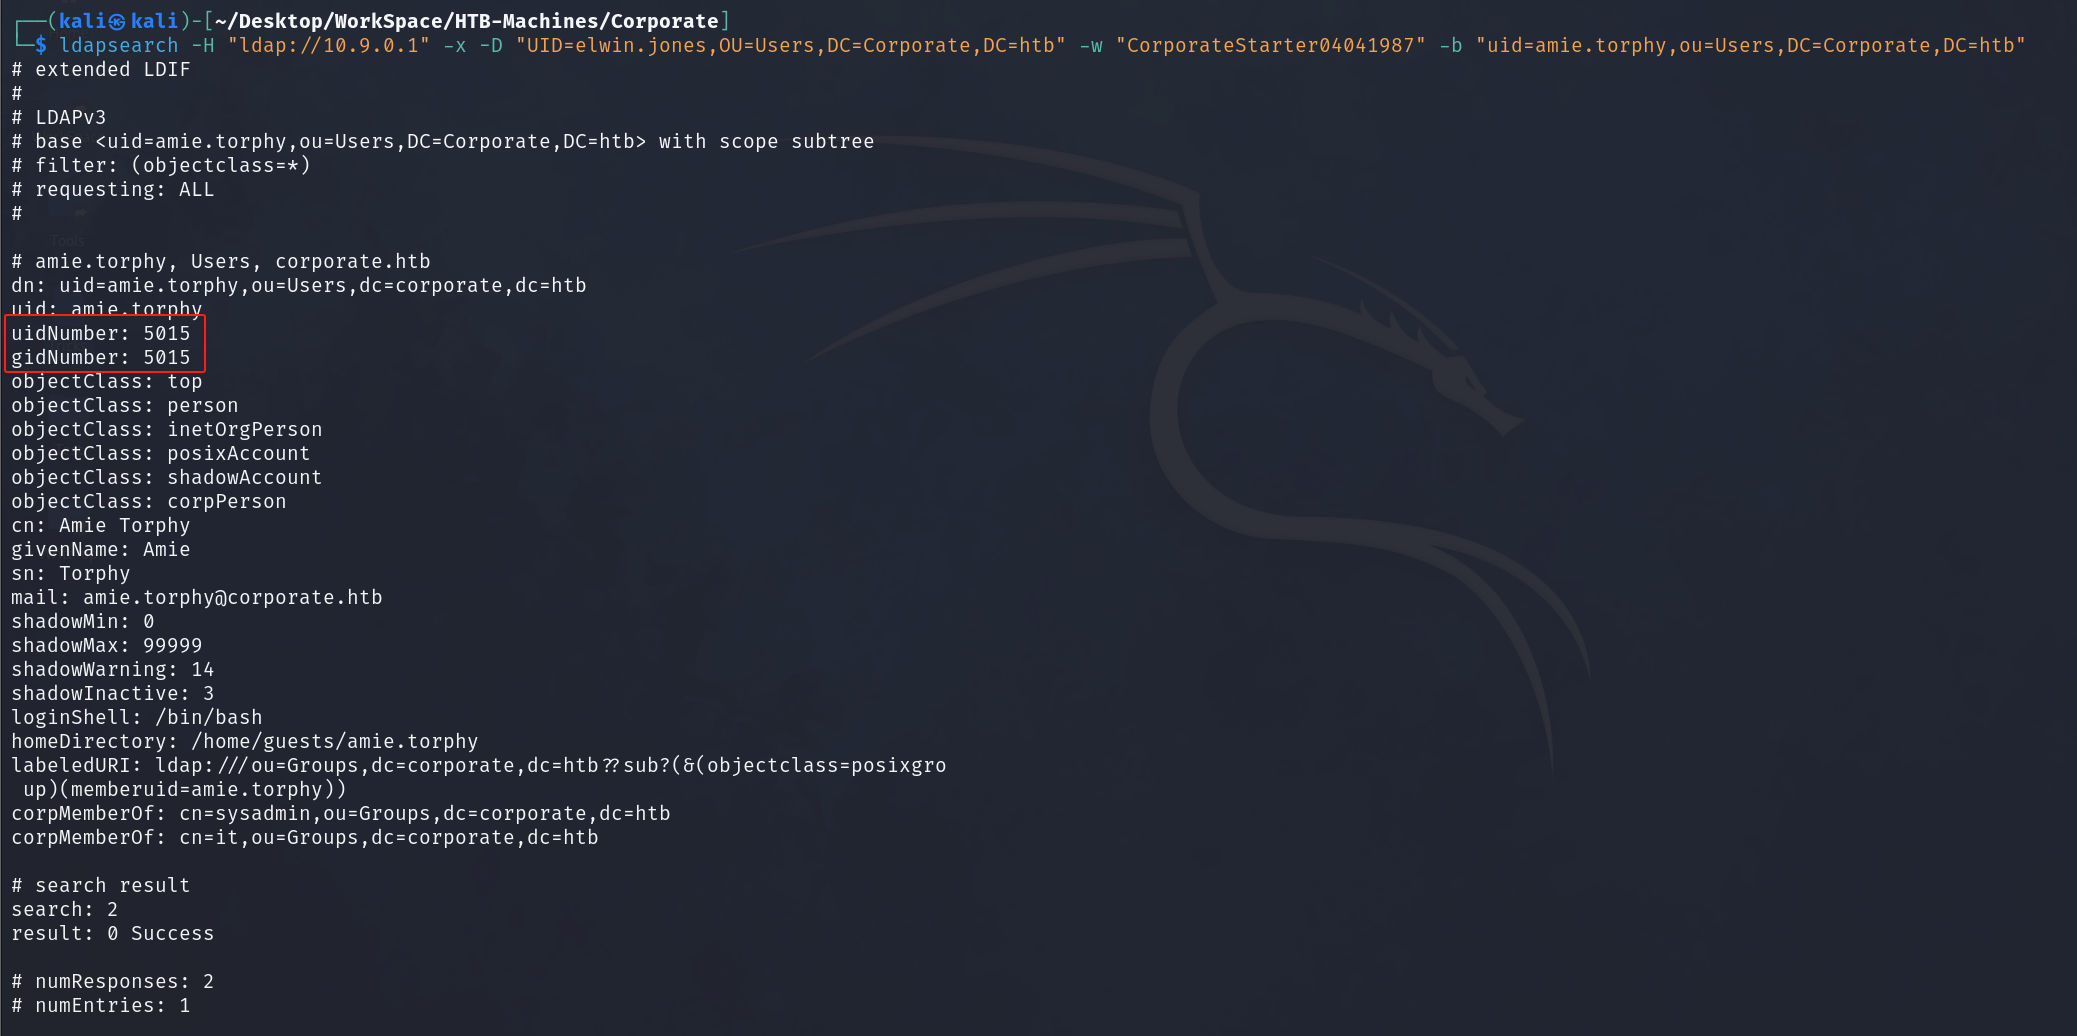 ┌──(kali㉿kali)-[~/Desktop/WorkSpace/HTB-Machines/Corporate]
└─$ ldapsearch -H "ldap://10.9.0.1" -x -D "UID=elwin.jones,OU=Users,DC=Corporate,DC=htb" -w "CorporateStarter04041987" -b "uid=amie.torphy,ou=Users,DC=Corporate,DC=htb"
# extended LDIF
#
# LDAPv3
# base <uid=amie.torphy,ou=Users,DC=Corporate,DC=htb> with scope subtree
# filter: (objectclass=*)
# requesting: ALL
#
Tools
# amie.torphy, Users, corporate.htb
dn: uid=amie.torphy,ou=Users,dc=corporate,dc=htb
uid: amie.torphy
uidNumber: 5015
gidNumber: 5015
objectClass: top
objectClass: person
objectClass: inetOrgPerson
objectClass: posixAccount
objectClass: shadowAccount
objectClass: corpPerson
cn: Amie Torphy
givenName: Amie
sn: Torphy
mail: amie.torphy@corporate.htb
shadowMin: 0
shadowMax: 99999
shadowWarning: 14
shadowInactive: 3
loginShell: /bin/bash
homeDirectory: /home/guests/amie.torphy
labeledURI: ldap:///ou=Groups,dc=corporate,dc=htb??sub?(&(objectclass=posixgro
 up)(memberuid=amie.torphy))
corpMemberOf: cn=sysadmin,ou=Groups,dc=corporate,dc=htb
corpMemberOf: cn=it,ou=Groups,dc=corporate,dc=htb
# search result
search: 2
result: 0 Success
# numResponses: 2
# numEntries: 1